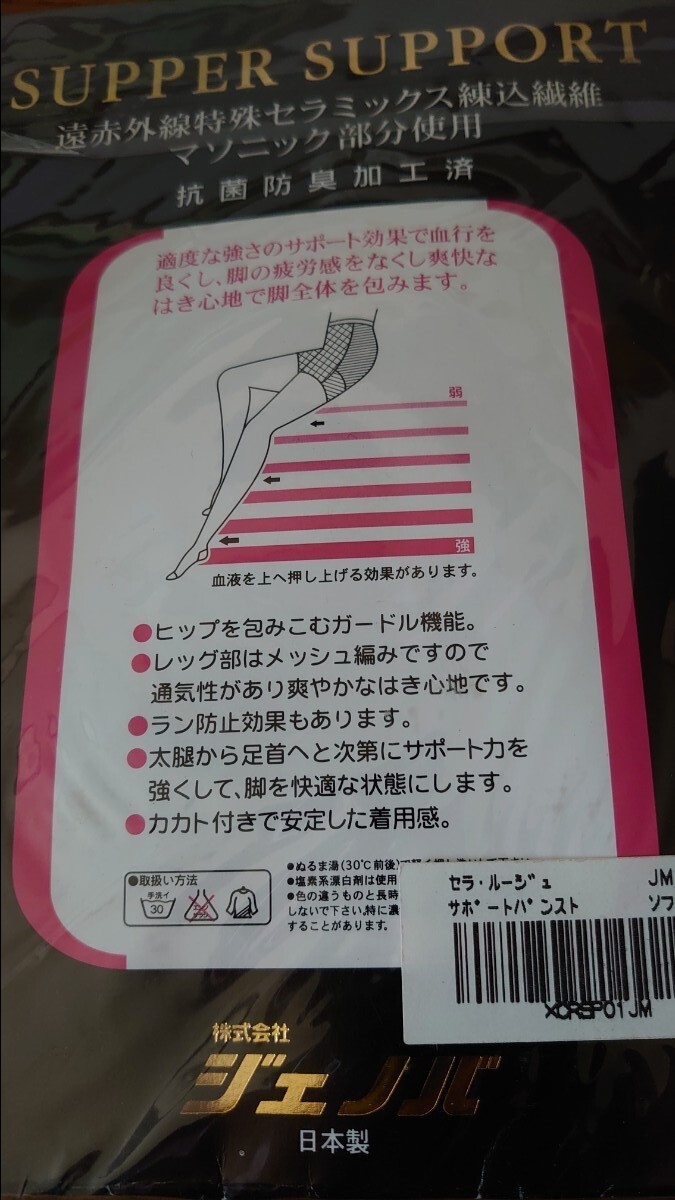 SUPPER SUPPORT
遠赤外線特殊セラミックス練込繊維
マソニック部分使用
抗菌防臭加工済
適度な強さのサポート効果で血行を
良くし、脚の疲労感をなくし爽快な
はき心地で脚全体を包みます。
弱
強
血液を上へ押し上げる効果があります。
●ヒップを包みこむガードル機能。
●レッグ部はメッシュ編みですので
通気性があり爽やかなはき心地です。
●ラン防止効果もあります。
●太腿から足首へと次第にサポート力を
強くして、脚を快適な状態にします。
●カカト付きで安定した着用感。
●取扱い方法
手洗イ
30
●ぬるま湯(30℃前後)
●塩素系漂白剤は使用
●色の違うものと長時
しないで下さい。特に濃
することがあります。
セラ・ルージュ JM
サポートパンスト ソフ
XCRSP01JM
株式会社
ジェノバ
日本製